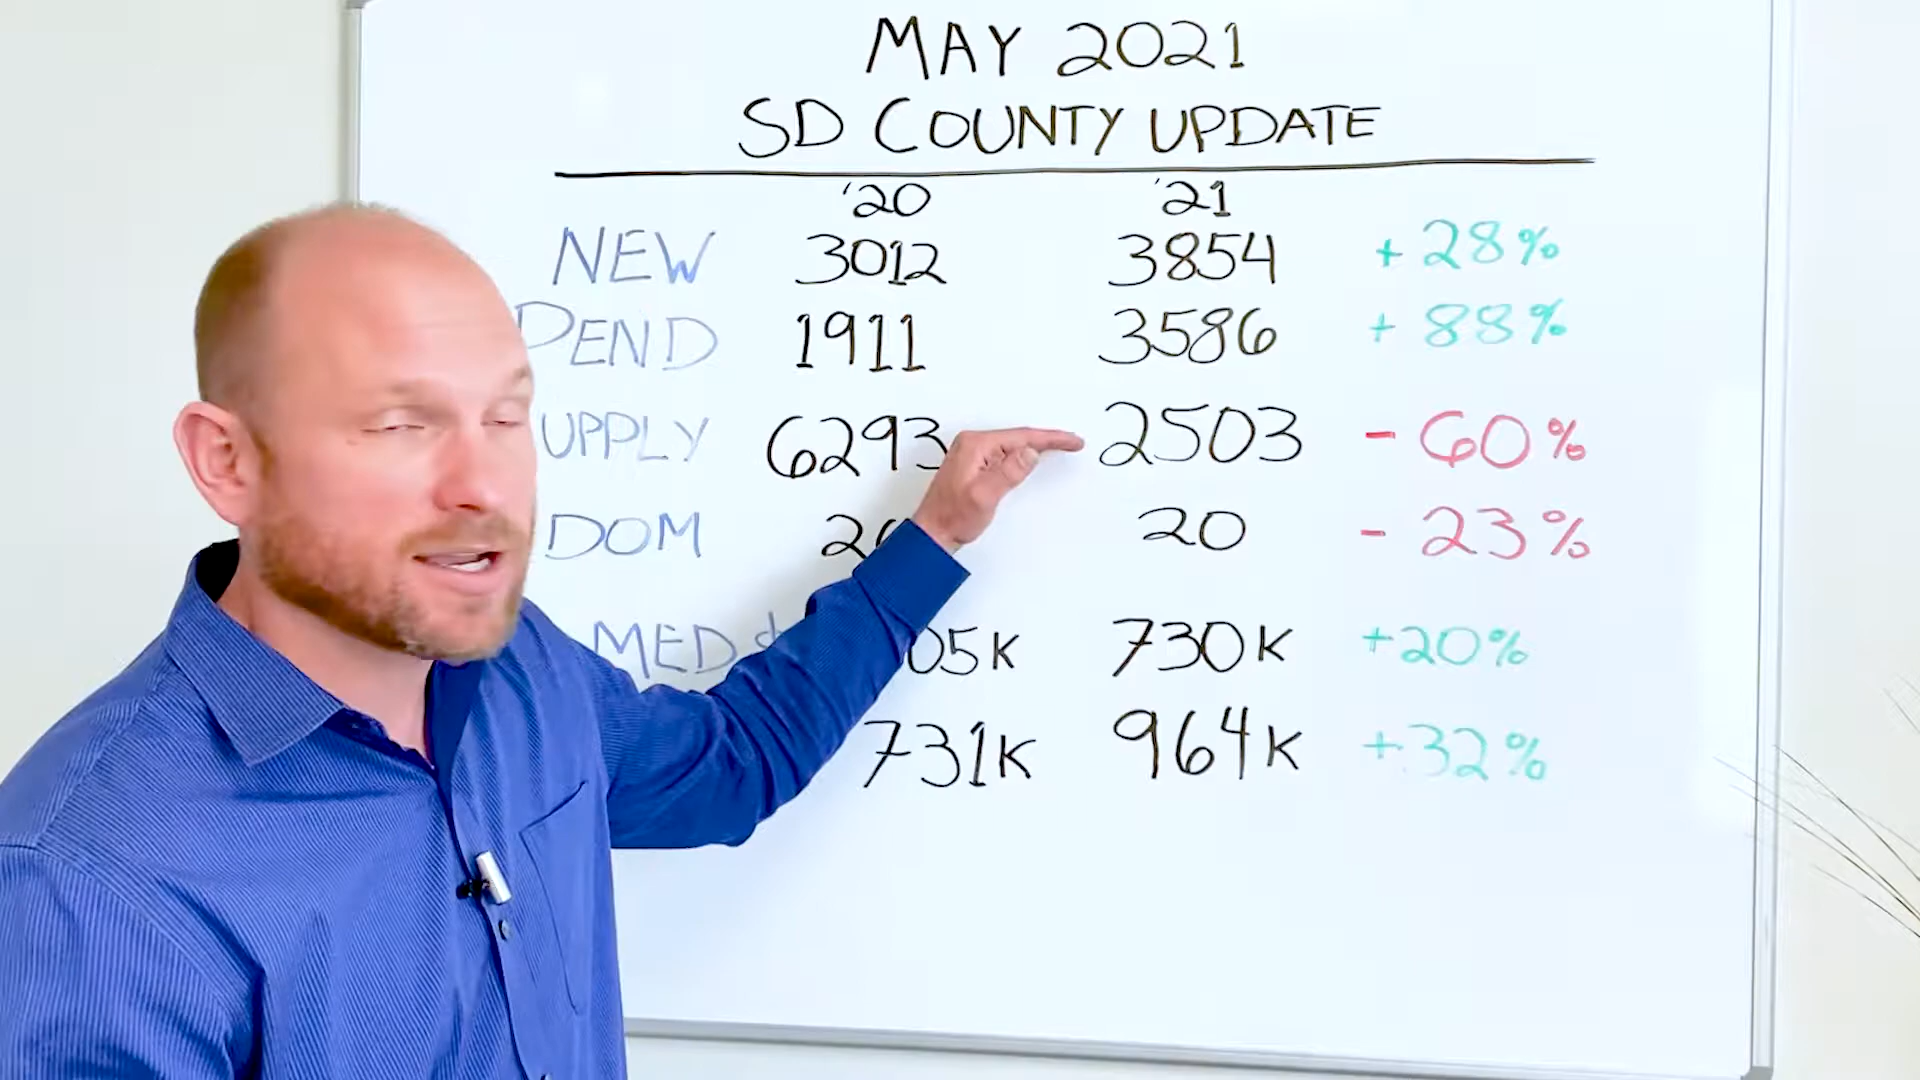 MAY 2021
SD COUNTY UPDATE
'20 '21
NEW 3012 3854 + 28%
PEND 1911 3586 + 88%
UPPLY 6293 2503 - 60%
DOM 20 - 23%
MED $ 05K 730K +20%
731K 964K +32%